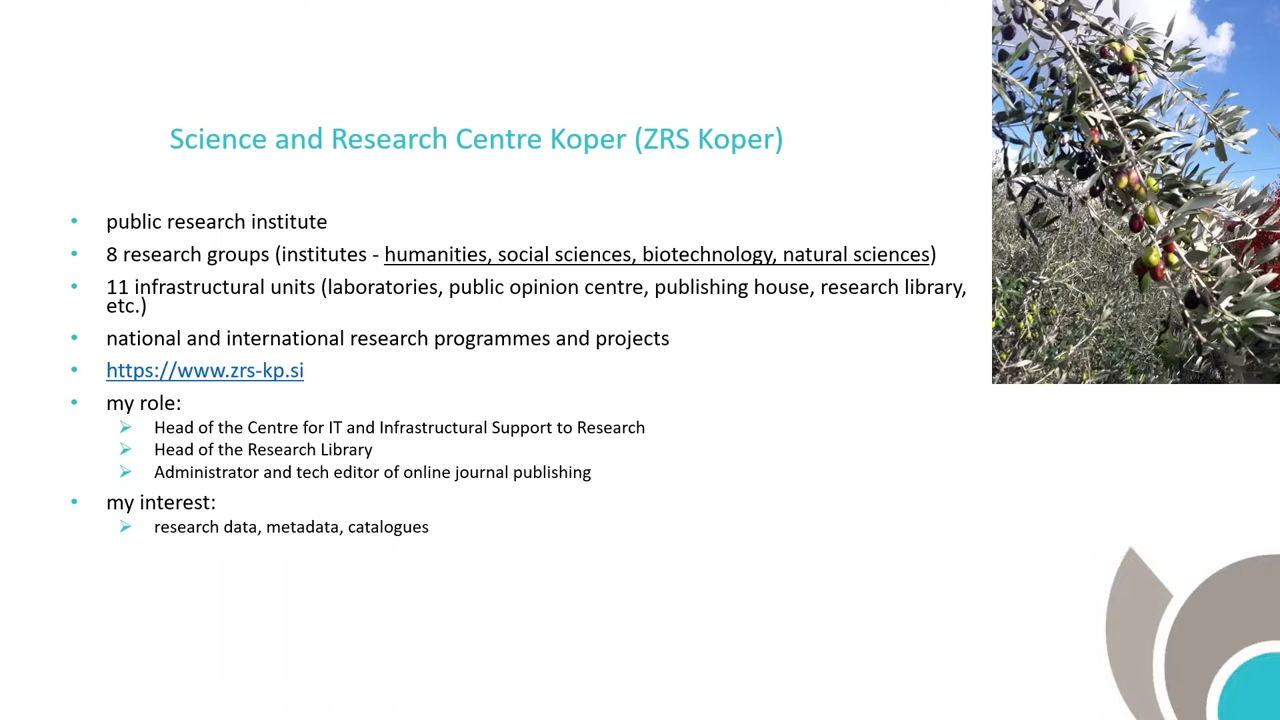 Science and Research Centre Koper (ZRS Koper)
• public research institute
• 8 research groups (institutes - humanities, social sciences, biotechnology, natural sciences)
• 11 infrastructural units (laboratories, public opinion centre, publishing house, research library,
etc.)
• national and international research programmes and projects
• https://www.zrs-kp.si
• my role:
➢ Head of the Centre for IT and Infrastructural Support to Research
➢ Head of the Research Library
➢ Administrator and tech editor of online journal publishing
• my interest:
➢ research data, metadata, catalogues